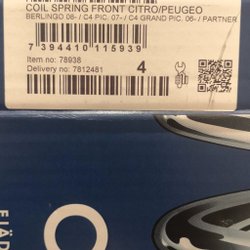 7 394410 115939
COIL SPRING FRONT CITRO/PEUGEO
BERLINGO 08- / C4 PIC. 07- / C4 GRAND PIC. 06- / PARTNER
Item no: 78938
Delivery no: 7812481
4
FJÄD